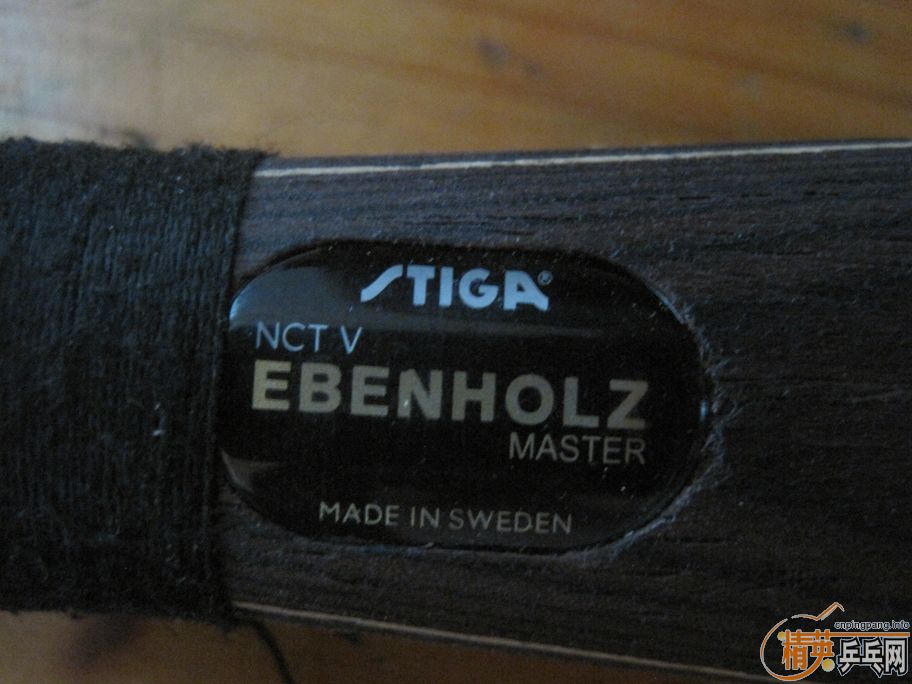 STIGA®
NCT V
EBENHOLZ
MASTER
MADE IN SWEDEN
cnpingpang.info
精英乒乓网